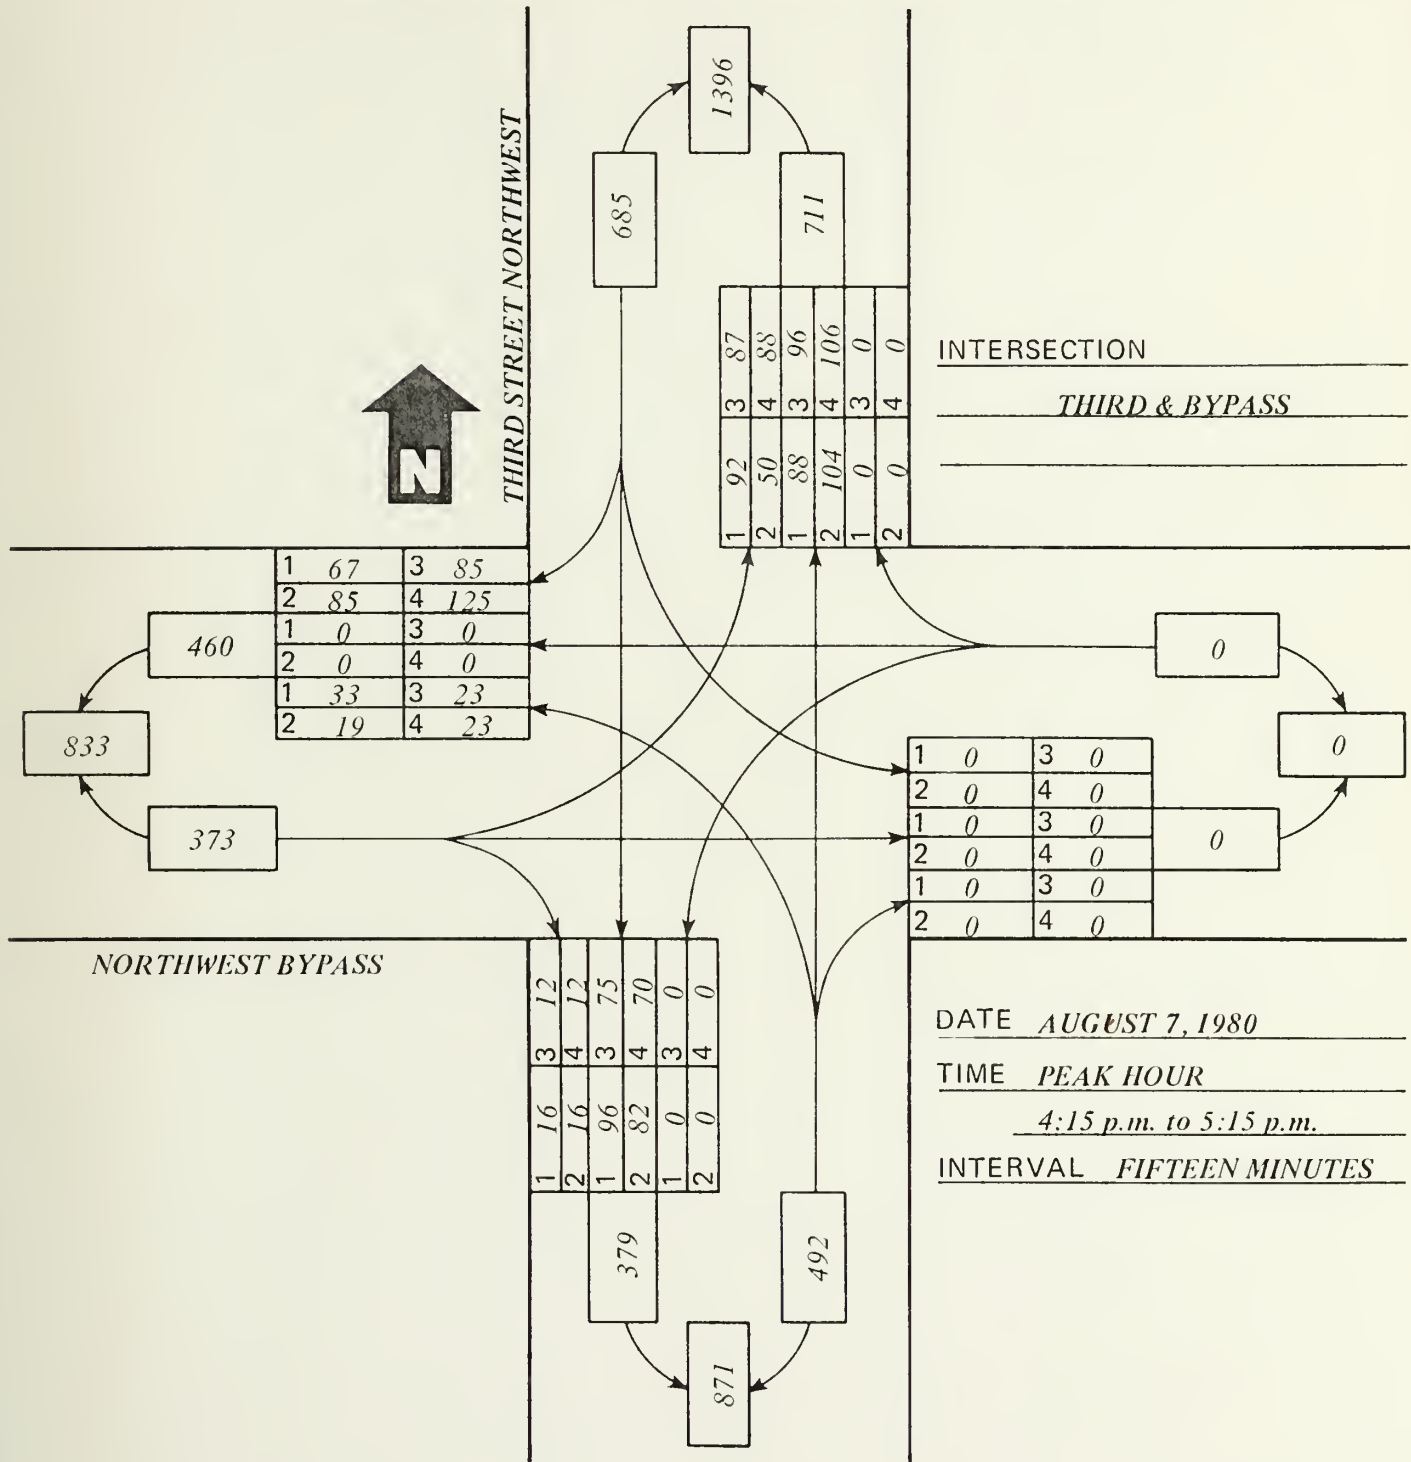 1396
685
711
THIRD STREET NORTHWEST
N
1 92 3 87
2 50 4 88
1 88 3 96
2 104 4 106
1 0 3 0
2 0 4 0
INTERSECTION
THIRD & BYPASS
1 67 3 85
2 85 4 125
1 0 3 0
2 0 4 0
1 33 3 23
2 19 4 23
460
833
373
0
0
0
1 0 3 0
2 0 4 0
1 0 3 0
2 0 4 0
1 0 3 0
2 0 4 0
NORTHWEST BYPASS
1 16 3 12
2 16 4 12
1 96 3 75
2 82 4 70
1 0 3 0
2 0 4 0
379
492
871
DATE AUGUST 7, 1980
TIME PEAK HOUR
4:15 p.m. to 5:15 p.m.
INTERVAL FIFTEEN MINUTES